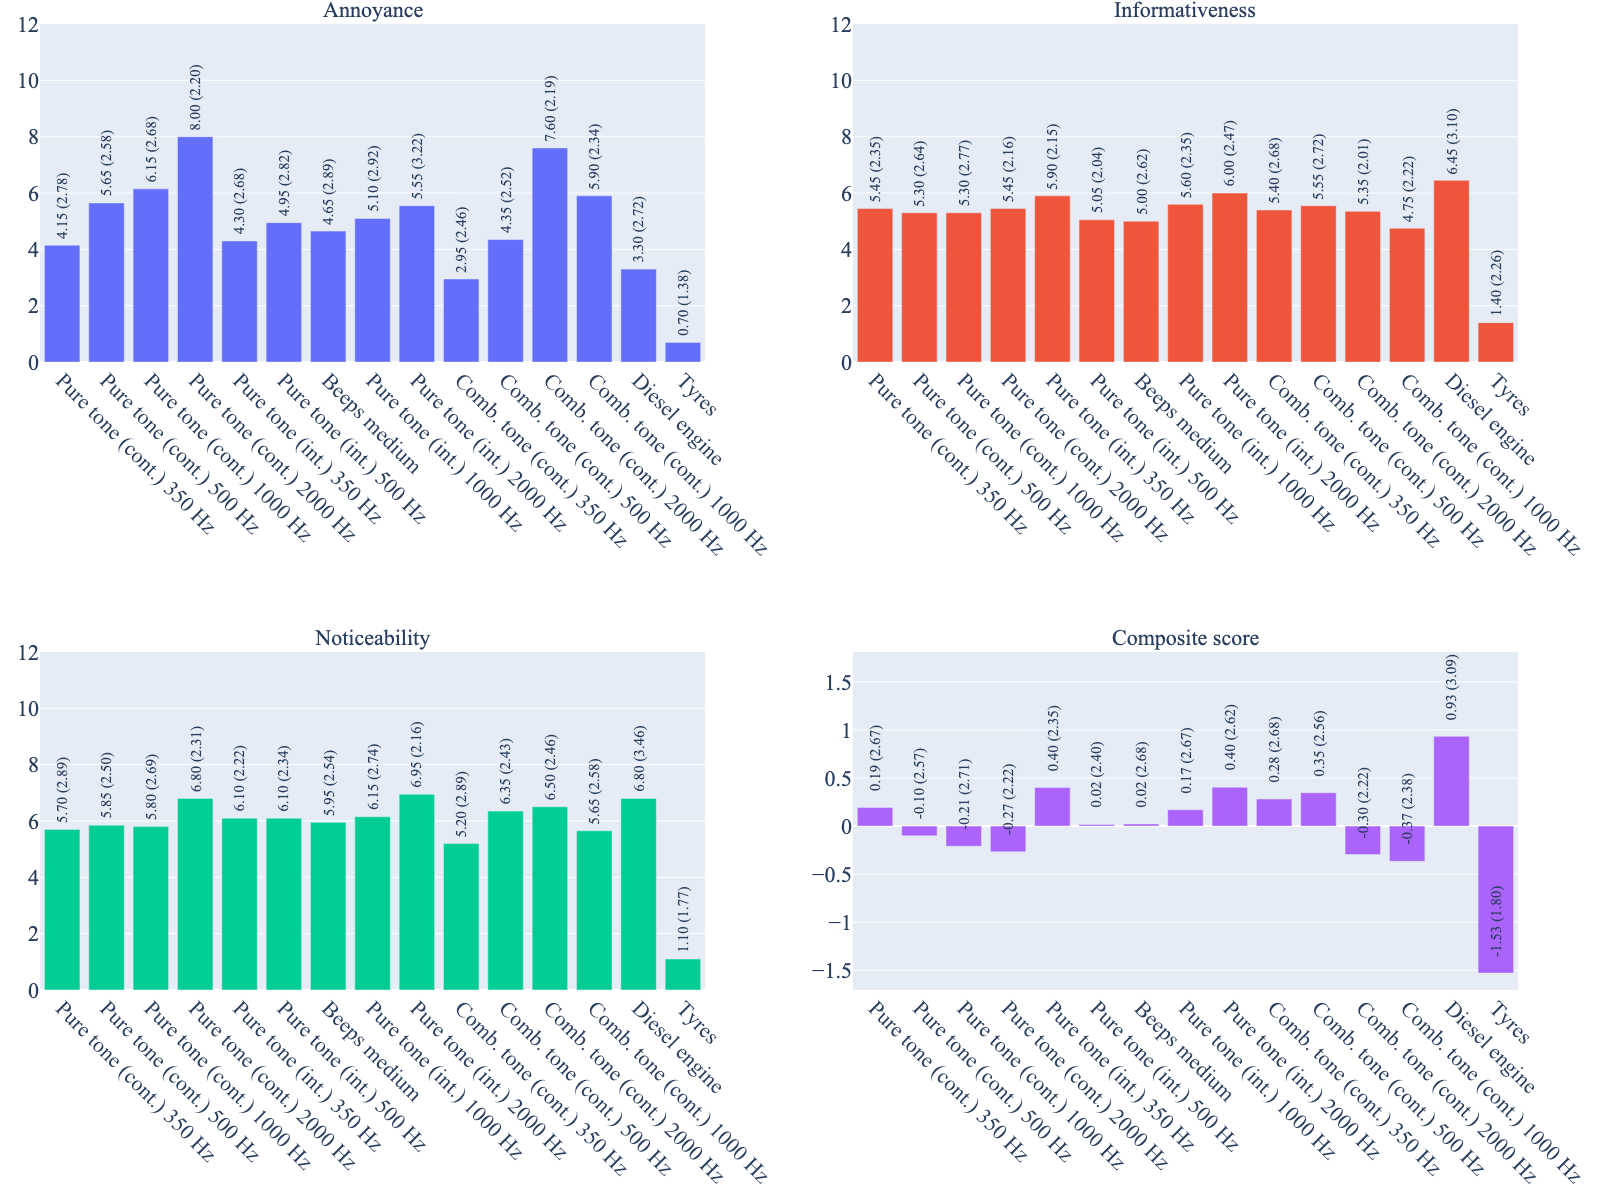 Annoyance
12
10
8
6
4
2
0
4.15 (2.78)
5.65 (2.58)
6.15 (2.68)
8.00 (2.20)
4.30 (2.68)
4.95 (2.82)
4.65 (2.89)
5.10 (2.92)
5.55 (3.22)
2.95 (2.46)
4.35 (2.52)
7.60 (2.19)
5.90 (2.34)
3.30 (2.72)
0.70 (1.38)
Pure tone (cont.) 350 Hz
Pure tone (cont.) 500 Hz
Pure tone (cont.) 1000 Hz
Pure tone (cont.) 2000 Hz
Pure tone (int.) 350 Hz
Pure tone (int.) 500 Hz
Beeps medium
Pure tone (int.) 1000 Hz
Pure tone (int.) 2000 Hz
Comb. tone (cont.) 350 Hz
Comb. tone (cont.) 500 Hz
Comb. tone (cont.) 2000 Hz
Comb. tone (cont.) 1000 Hz
Diesel engine
Tyres
Informativeness
12
10
8
6
4
2
0
5.45 (2.35)
5.30 (2.64)
5.30 (2.77)
5.45 (2.16)
5.90 (2.15)
5.05 (2.04)
5.00 (2.62)
5.60 (2.35)
6.00 (2.47)
5.40 (2.68)
5.55 (2.72)
5.35 (2.01)
4.75 (2.22)
6.45 (3.10)
1.40 (2.26)
Pure tone (cont.) 350 Hz
Pure tone (cont.) 500 Hz
Pure tone (cont.) 1000 Hz
Pure tone (cont.) 2000 Hz
Pure tone (int.) 350 Hz
Pure tone (int.) 500 Hz
Beeps medium
Pure tone (int.) 1000 Hz
Pure tone (int.) 2000 Hz
Comb. tone (cont.) 350 Hz
Comb. tone (cont.) 500 Hz
Comb. tone (cont.) 2000 Hz
Comb. tone (cont.) 1000 Hz
Diesel engine
Tyres
Noticeability
12
10
8
6
4
2
0
5.70 (2.89)
5.85 (2.50)
5.80 (2.69)
6.80 (2.31)
6.10 (2.22)
6.10 (2.34)
5.95 (2.54)
6.15 (2.74)
6.95 (2.16)
5.20 (2.89)
6.35 (2.43)
6.50 (2.46)
5.65 (2.58)
6.80 (3.46)
1.10 (1.77)
Pure tone (cont.) 350 Hz
Pure tone (cont.) 500 Hz
Pure tone (cont.) 1000 Hz
Pure tone (cont.) 2000 Hz
Pure tone (int.) 350 Hz
Pure tone (int.) 500 Hz
Beeps medium
Pure tone (int.) 1000 Hz
Pure tone (int.) 2000 Hz
Comb. tone (cont.) 350 Hz
Comb. tone (cont.) 500 Hz
Comb. tone (cont.) 2000 Hz
Comb. tone (cont.) 1000 Hz
Diesel engine
Tyres
Composite score
1.5
1
0.5
0
−0.5
−1
−1.5
0.19 (2.67)
-0.10 (2.57)
-0.21 (2.71)
-0.27 (2.22)
0.40 (2.35)
0.02 (2.40)
0.02 (2.68)
0.17 (2.67)
0.40 (2.62)
0.28 (2.68)
0.35 (2.56)
-0.30 (2.22)
-0.37 (2.38)
0.93 (3.09)
-1.53 (1.80)
Pure tone (cont.) 350 Hz
Pure tone (cont.) 500 Hz
Pure tone (cont.) 1000 Hz
Pure tone (cont.) 2000 Hz
Pure tone (int.) 350 Hz
Pure tone (int.) 500 Hz
Beeps medium
Pure tone (int.) 1000 Hz
Pure tone (int.) 2000 Hz
Comb. tone (cont.) 350 Hz
Comb. tone (cont.) 500 Hz
Comb. tone (cont.) 2000 Hz
Comb. tone (cont.) 1000 Hz
Diesel engine
Tyres